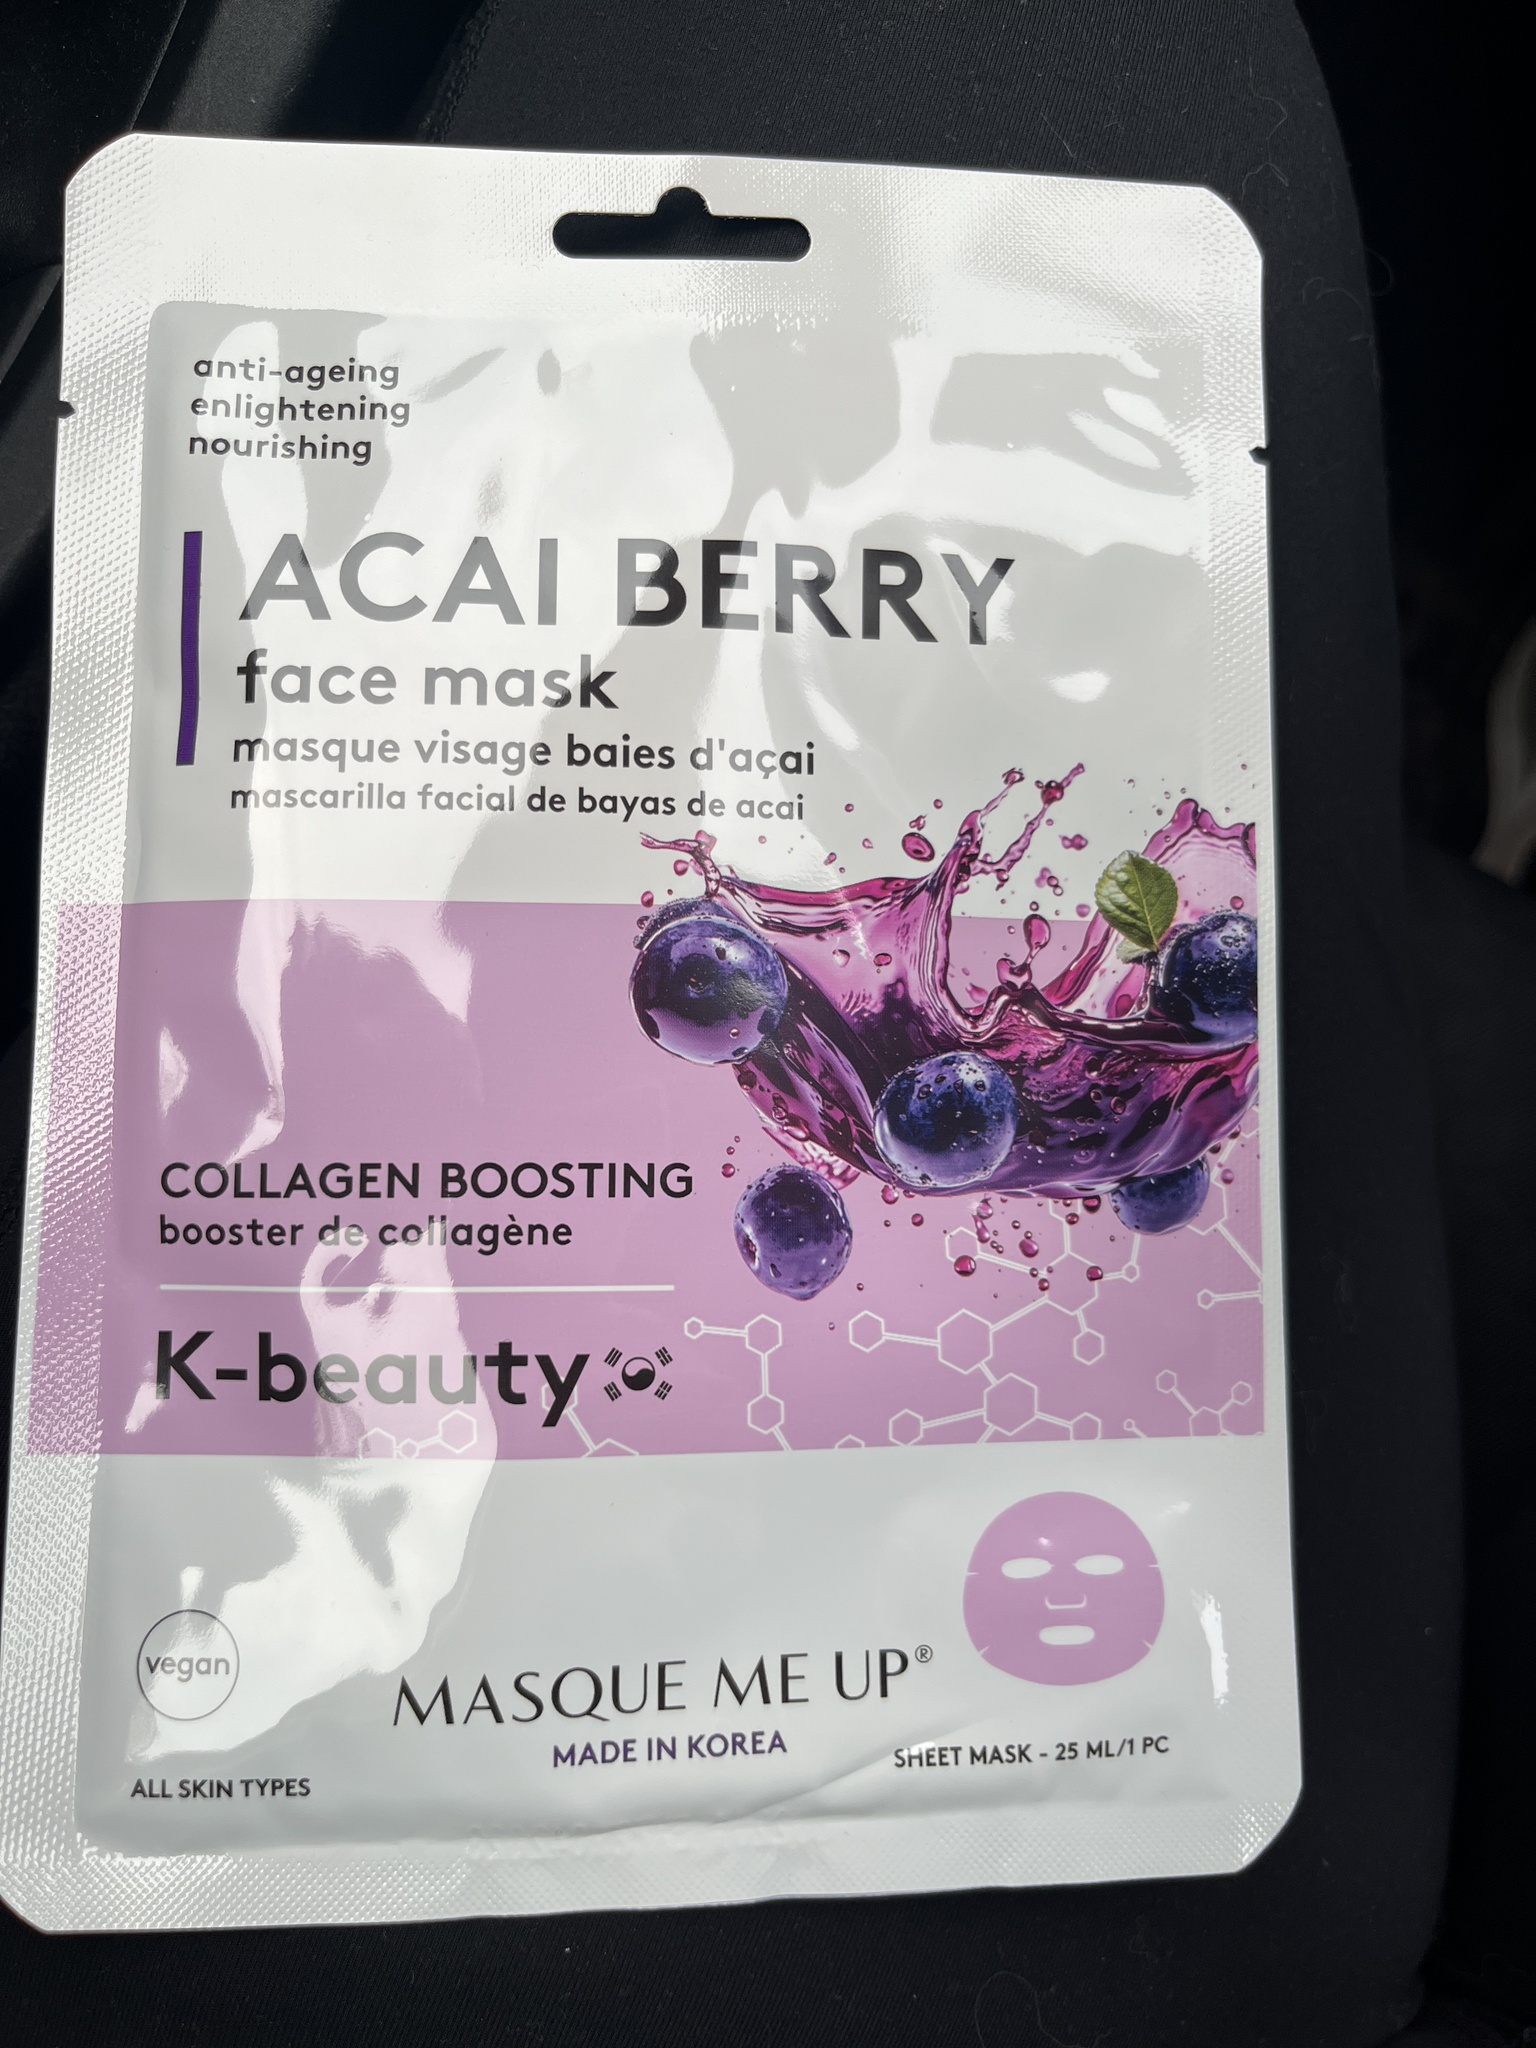 anti-ageing
enlightening
nourishing
ACAI BERRY
face mask
masque visage baies d'açai
mascarilla facial de bayas de acai
COLLAGEN BOOSTING
booster de collagène
K-beauty
vegan
MASQUE ME UP®
MADE IN KOREA
SHEET MASK - 25 ML/1 PC
ALL SKIN TYPES